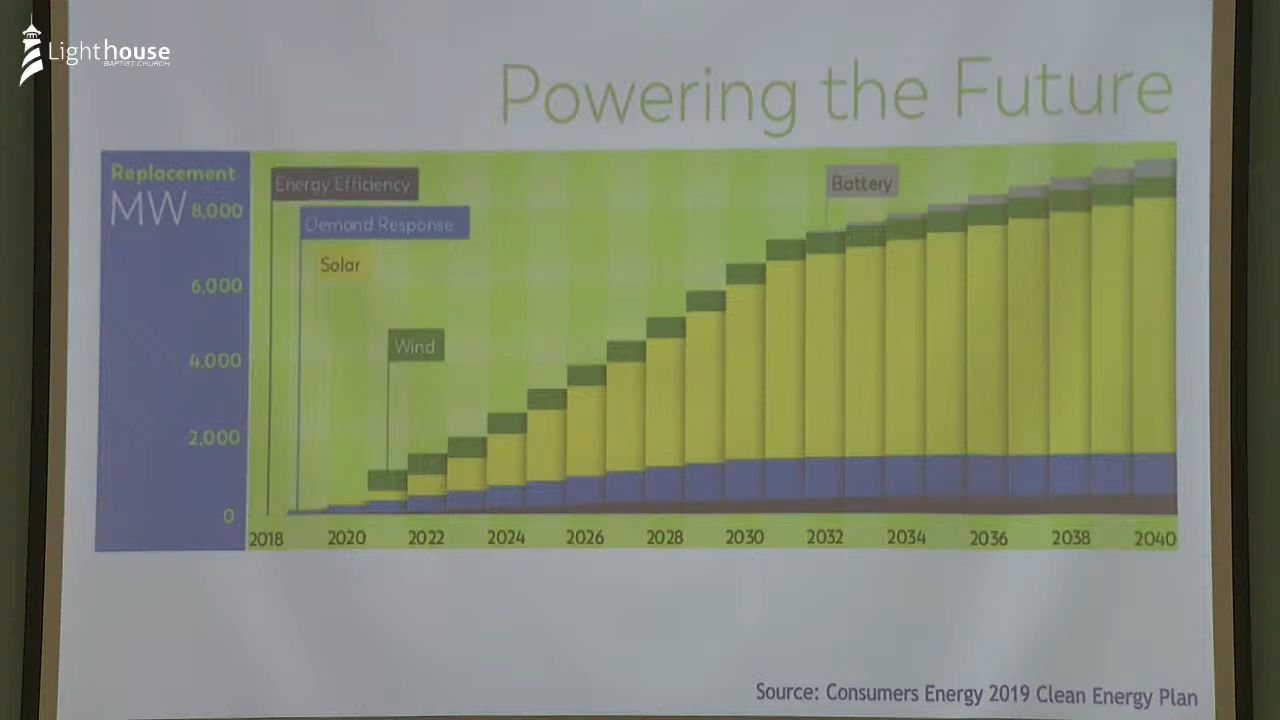 Lighthouse
BAPTIST CHURCH
Powering the Future
Replacement
MW
8,000
6,000
4,000
2,000
0
Energy Efficiency
Demand Response
Solar
Wind
Battery
2018 2020 2022 2024 2026 2028 2030 2032 2034 2036 2038 2040
Source: Consumers Energy 2019 Clean Energy Plan